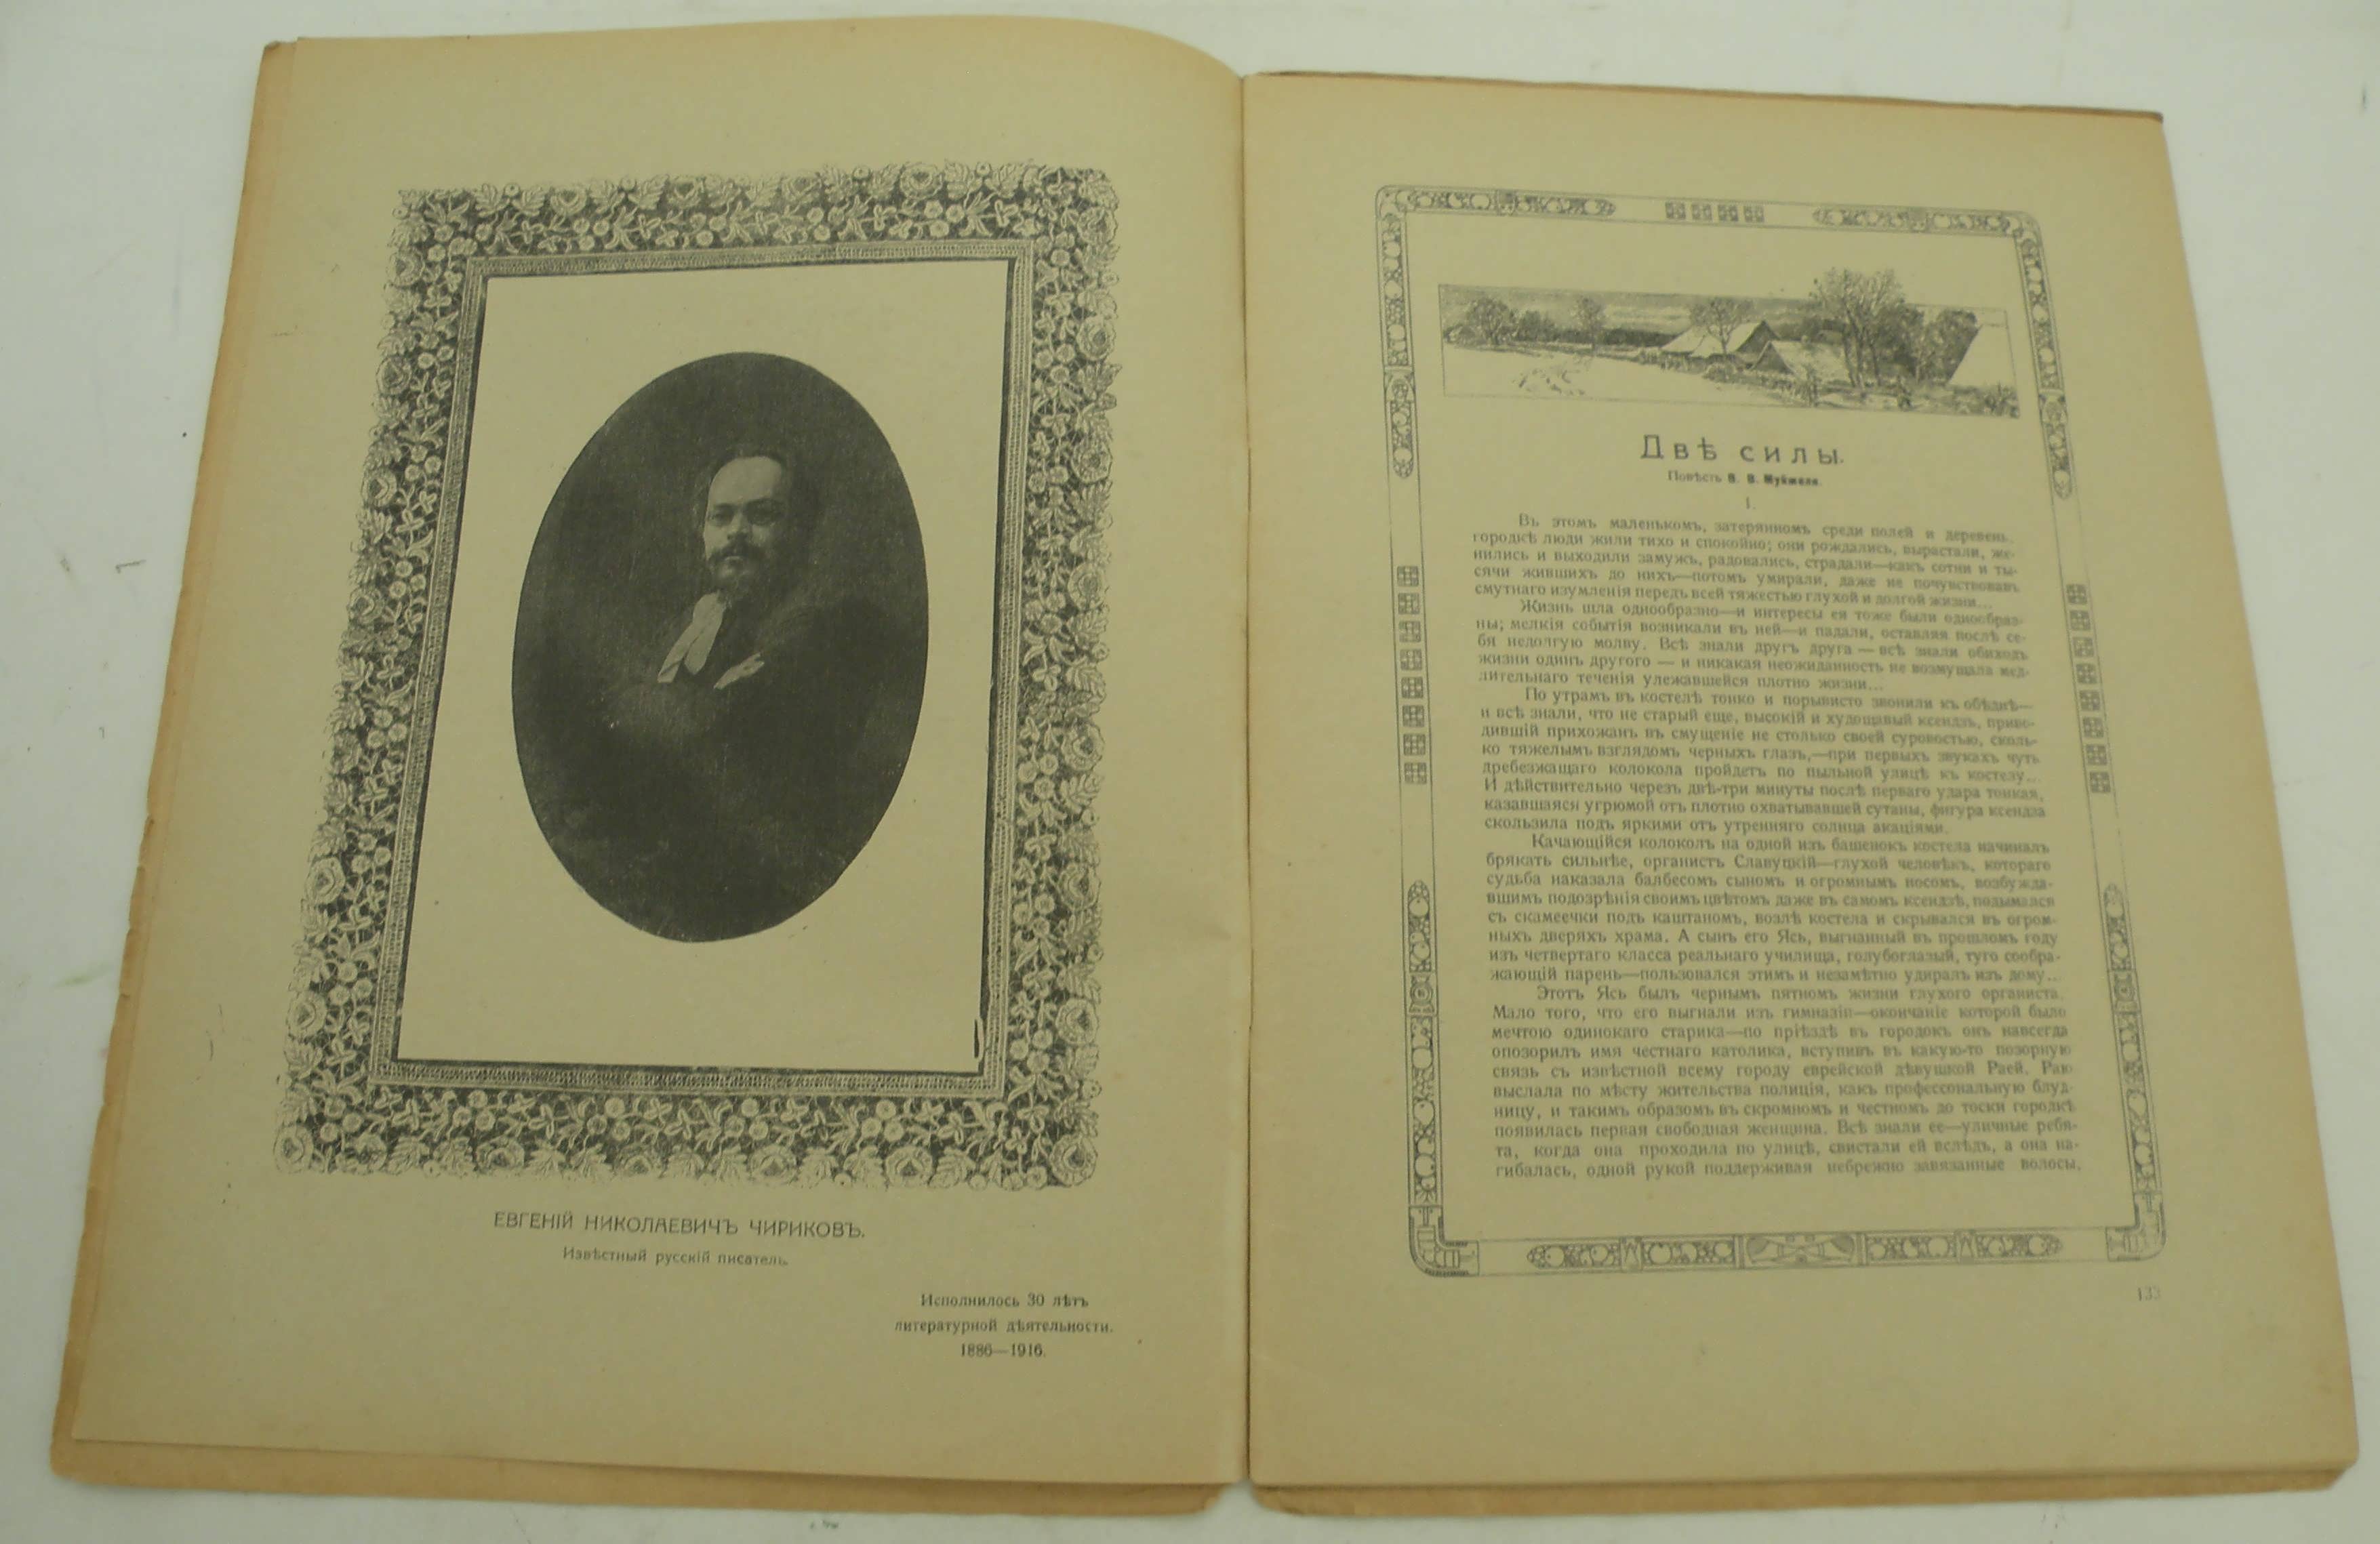 ЕВГЕНІЙ НИКОЛАЕВИЧЪ ЧИРИКОВЪ.
Извѣстный русскій писатель.
Исполнилось 30 лѣтъ
литературной дѣятельности.
1886—1916.
Двѣ силы.
Повѣсть В. В. Муйжеля.
I.
Въ этомъ маленькомъ, затерянномъ среди полей и деревень,
городкѣ люди жили тихо и спокойно; они рождались, вырастали, же-
нились и выходили замужъ, радовались, страдали—какъ сотни и ты-
сячи жившихъ до нихъ—потомъ умирали, даже не почувствовавъ
смутнаго изумленія передъ всей тяжестью глухой и долгой жизни...
Жизнь шла однообразно—и интересы ея тоже были однообраз-
ны; мелкія событія возникали въ ней—и падали, оставляя послѣ се-
бя недолгую молву. Всѣ знали другъ друга — всѣ знали обиходъ
жизни одинъ другого — и никакая неожиданность не возмущала мед-
лительнаго теченія улежавшейся плотно жизни...
По утрамъ въ костелѣ тонко и порывисто звонили къ обѣднѣ—
и всѣ знали, что не старый еще, высокій и худощавый ксендзъ, приво-
дившій прихожанъ въ смущеніе не столько своей суровостью, сколь-
ко тяжелымъ взглядомъ черныхъ глазъ,—при первыхъ звукахъ чуть
дребезжащаго колокола пройдетъ по пыльной улицѣ къ костелу...
И дѣйствительно черезъ двѣ-три минуты послѣ перваго удара тонкая,
казавшаяся угрюмой отъ плотно охватывавшей сутаны, фигура ксендза
скользила подъ яркими отъ утренняго солнца акаціями.
Качающійся колоколъ на одной изъ башенокъ костела начиналъ
брякать сильнѣе, органистъ Славуцкій—глухой человѣкъ, котораго
судьба наказала балбесомъ сыномъ и огромнымъ носомъ, возбужда-
вшимъ подозрѣнія своимъ цвѣтомъ даже въ самомъ ксендзѣ, подымался
съ скамеечки подъ каштаномъ, возлѣ костела и скрывался въ огром-
ныхъ дверяхъ храма. А сынъ его Ясь, выгнанный въ прошломъ году
изъ четвертаго класса реальнаго училища, голубоглазый, туго сообра-
жающій парень—пользовался этимъ и незамѣтно удиралъ изъ дому...
Этотъ Ясь былъ чернымъ пятномъ жизни глухого органиста.
Мало того, что его выгнали изъ гимназіи—окончаніе которой было
мечтою одинокаго старика—по пріѣздѣ въ городокъ онъ навсегда
опозорилъ имя честнаго католика, вступивъ въ какую-то позорную
связь съ извѣстной всему городу еврейской дѣвушкой Раей. Раю
выслала по мѣсту жительства полиція, какъ профессіональную блуд-
ницу, и такимъ образомъ въ скромномъ и честномъ до тоски городкѣ
появилась первая свободная женщина. Всѣ знали ее—уличные ребя-
та, когда она проходила по улицѣ, свистали ей вслѣдъ, а она на-
гибалась, одной рукой поддерживая небрежно завязанные волосы,
133